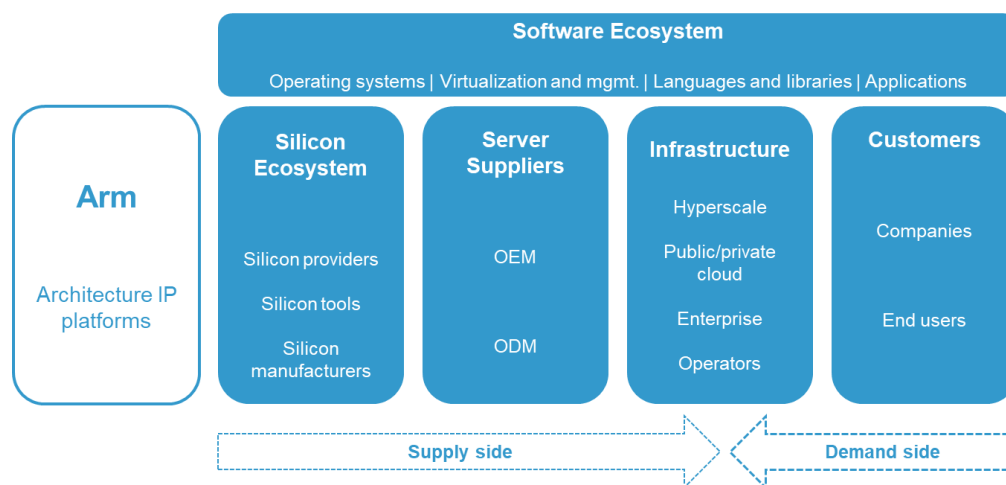 Software Ecosystem
Operating systems | Virtualization and mgmt. | Languages and libraries | Applications
Arm
Architecture IP
platforms
Silicon
Ecosystem
Silicon providers
Silicon tools
Silicon
manufacturers
Server
Suppliers
OEM
ODM
Infrastructure
Hyperscale
Public/private
cloud
Enterprise
Operators
Customers
Companies
End users
Supply side
Demand side